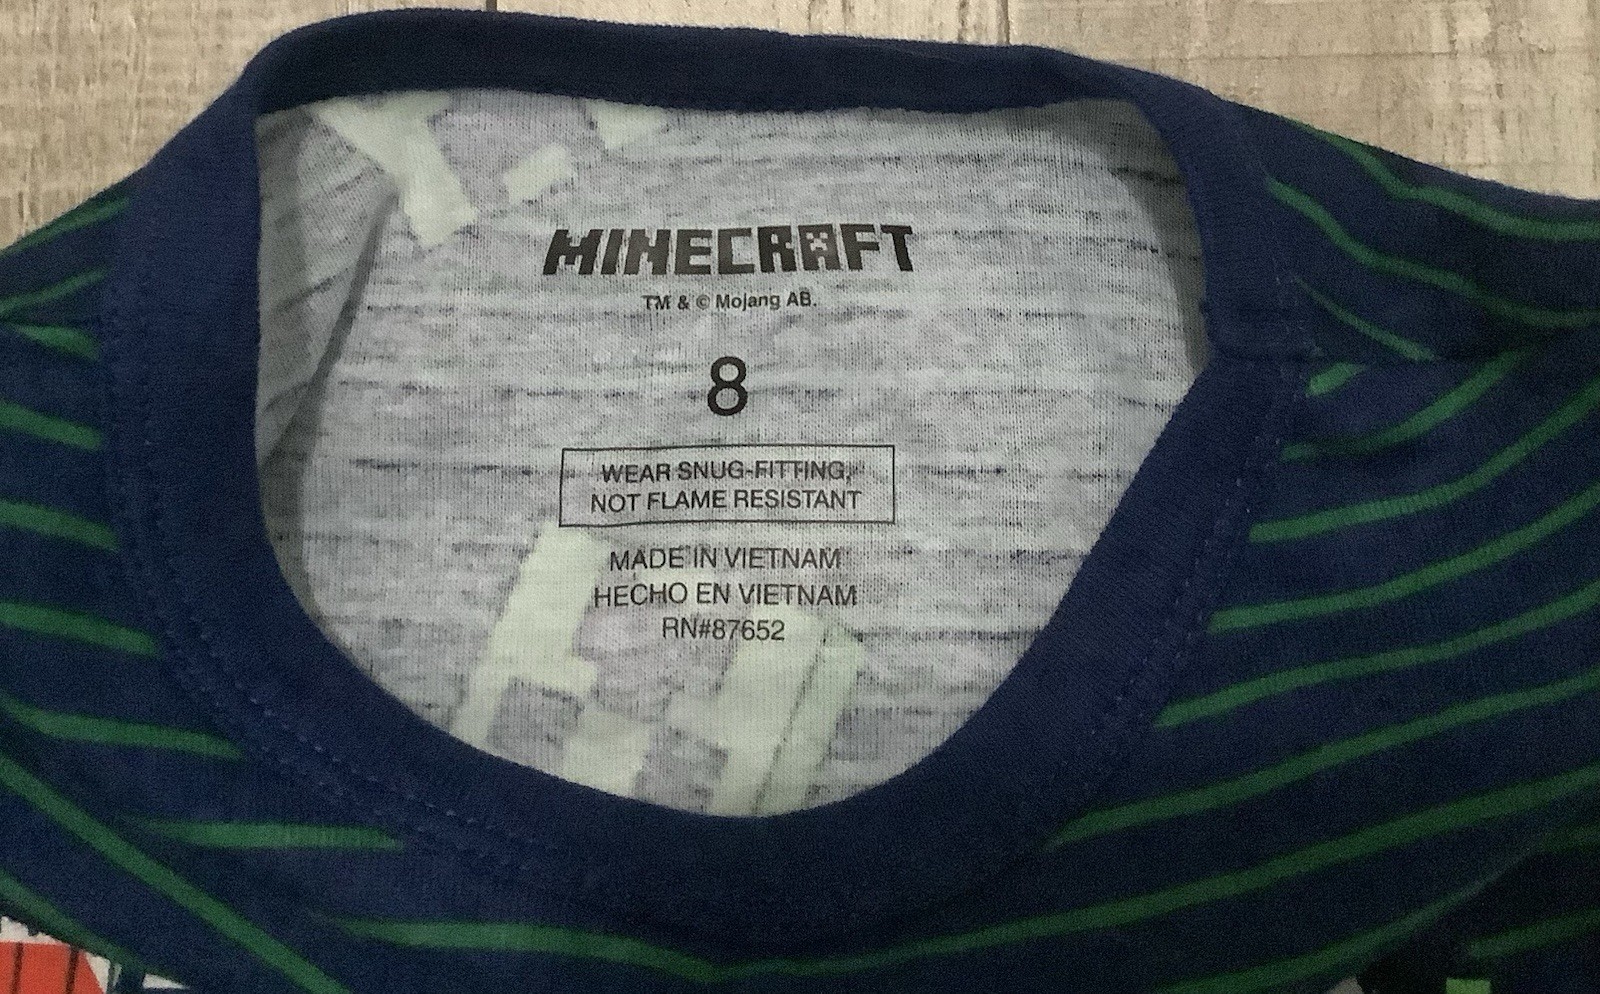 MINECRAFT
TM & © Mojang AB.
8
WEAR SNUG-FITTING,
NOT FLAME RESISTANT
MADE IN VIETNAM
HECHO EN VIETNAM
RN#87652